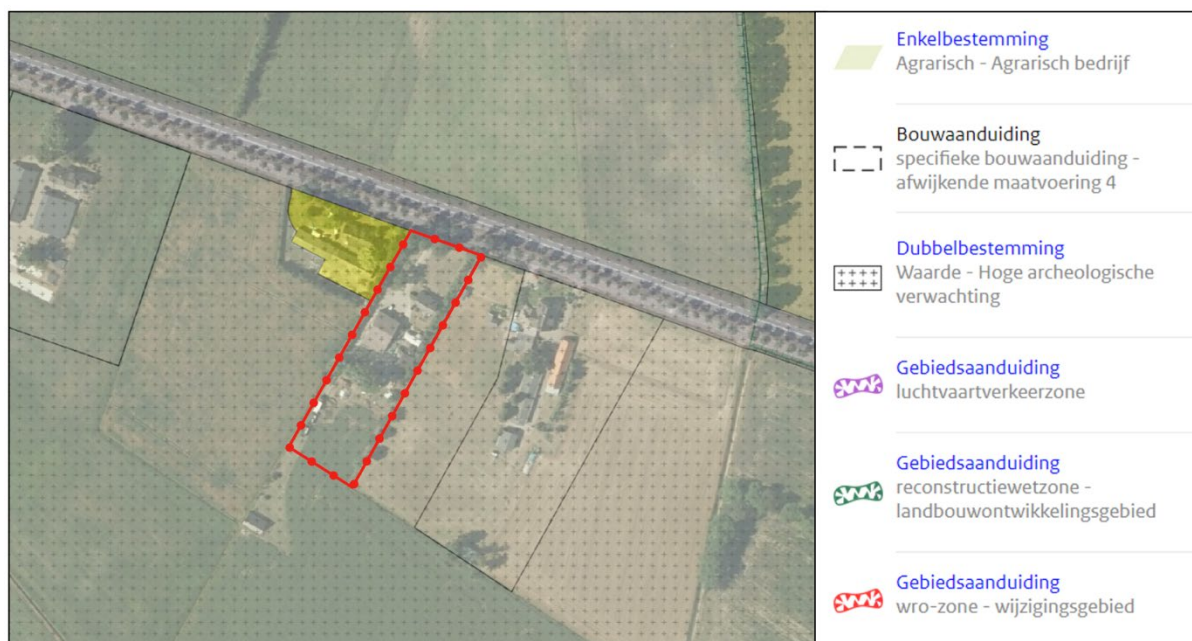 Enkelbestemming
Agrarisch - Agrarisch bedrijf
Bouwaanduiding
specifieke bouwaanduiding -
afwijkende maatvoering 4
Dubbelbestemming
Waarde - Hoge archeologische
verwachting
Gebiedsaanduiding
luchtvaartverkeerzone
Gebiedsaanduiding
reconstructiewetzone -
landbouwontwikkelingsgebied
Gebiedsaanduiding
wro-zone - wijzigingsgebied